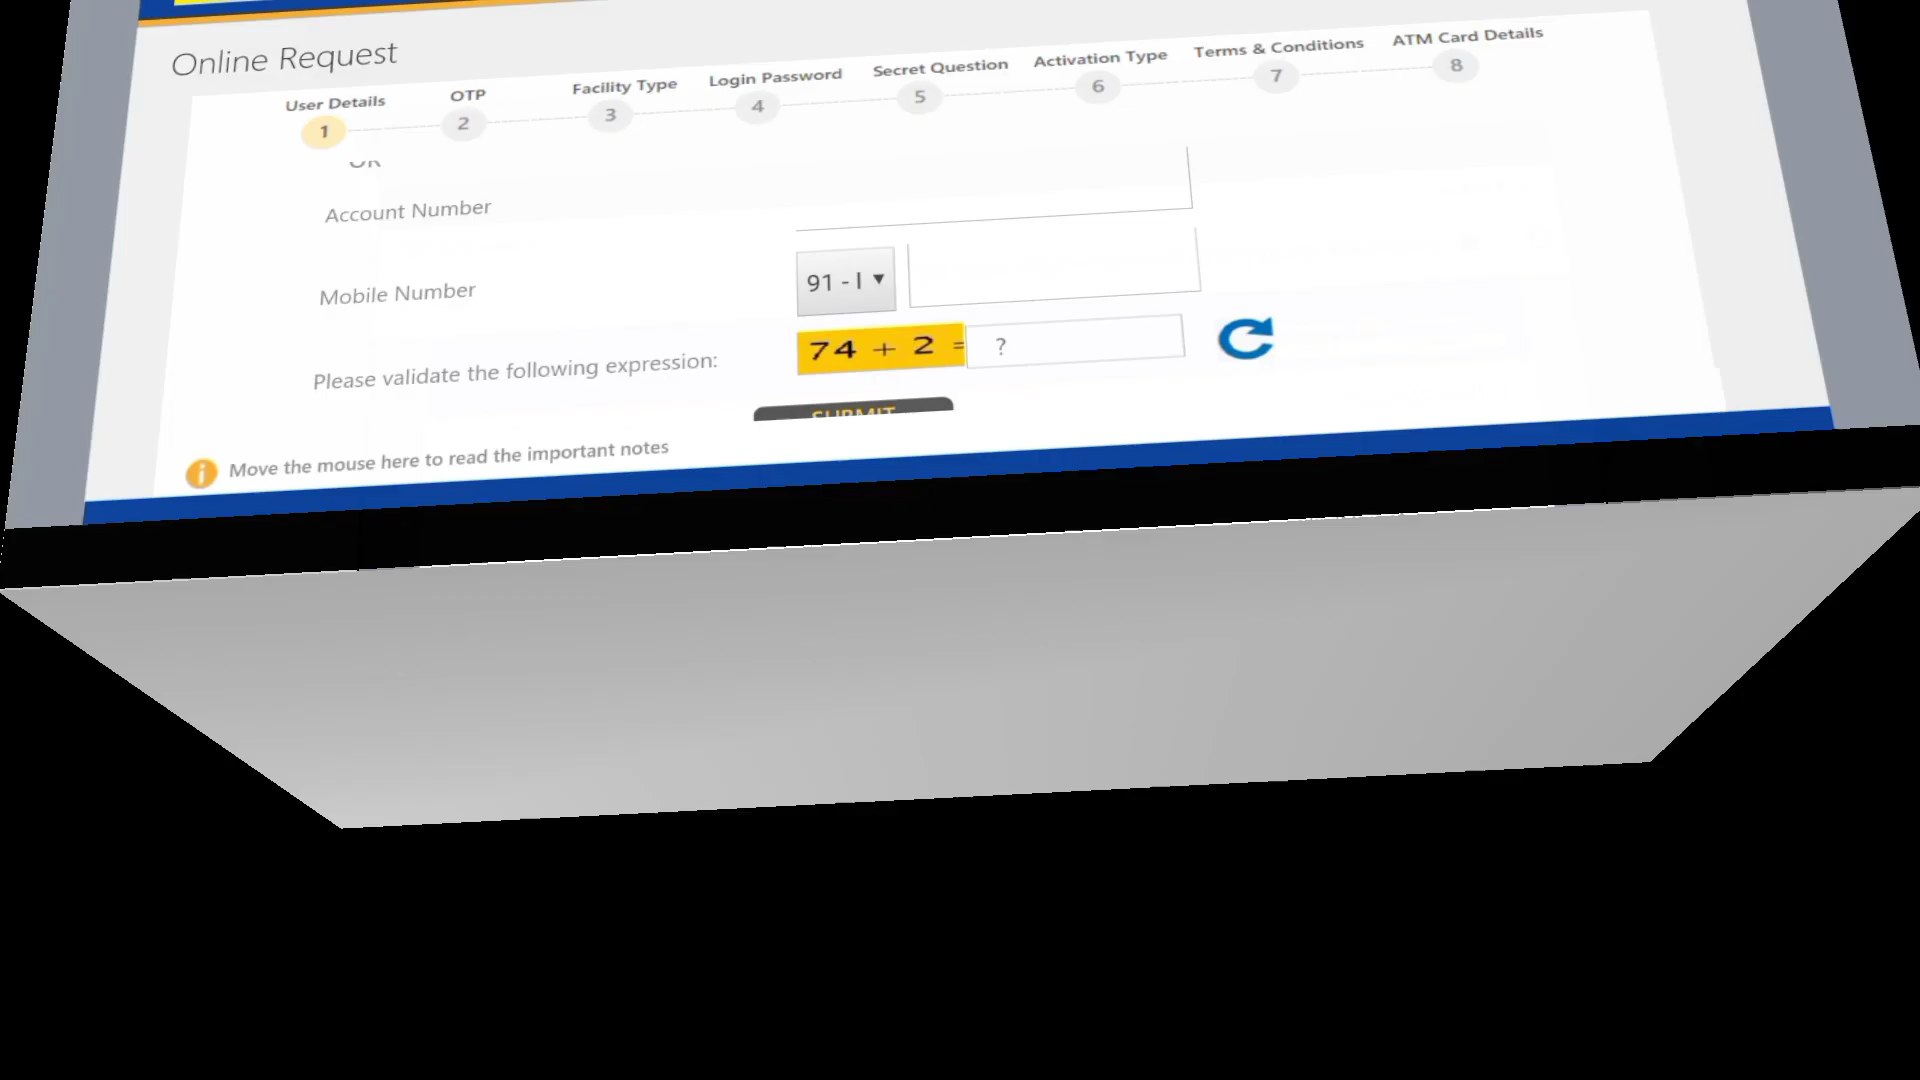 Online Request
User Details OTP Facility Type Login Password Secret Question Activation Type Terms & Conditions ATM Card Details
1 2 3 4 5 6 7 8
OR
Account Number
Mobile Number 91 - I
Please validate the following expression: 74 + 2 = ?
SUBMIT
Move the mouse here to read the important notes